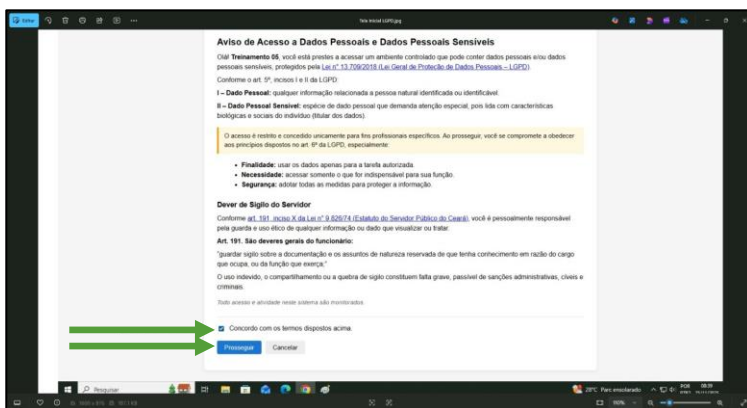 Editar
Tela Inicial LGPD.jpg
Aviso de Acesso a Dados Pessoais e Dados Pessoais Sensíveis
Olá! Treinamento 05, você está prestes a acessar um ambiente controlado que pode conter dados pessoais e/ou dados
pessoais sensíveis, protegidos pela Lei nº 13.709/2018 (Lei Geral de Proteção de Dados Pessoais – LGPD)
Conforme o art. 5º, incisos I e II da LGPD:
I – Dado Pessoal: qualquer informação relacionada a pessoa natural identificada ou identificável.
II – Dado Pessoal Sensível: espécie de dado pessoal que demanda atenção especial, pois lida com características
biológicas e sociais do indivíduo (titular dos dados).
O acesso é restrito e concedido unicamente para fins profissionais específicos. Ao prosseguir, você se compromete a obedecer
aos princípios dispostos no art. 6º da LGPD, especialmente:
• Finalidade: usar os dados apenas para a tarefa autorizada.
• Necessidade: acessar somente o que for indispensável para sua função.
• Segurança: adotar todas as medidas para proteger a informação.
Dever de Sigilo do Servidor
Conforme art. 191, inciso X da Lei nº 9.826/74 (Estatuto do Servidor Público do Ceará), você é pessoalmente responsável
pela guarda e uso ético de qualquer informação ou dado que visualizar ou tratar.
Art. 191. São deveres gerais do funcionário:
"guardar sigilo sobre a documentação e os assuntos de natureza reservada de que tenha conhecimento em razão do cargo
que ocupa, ou da função que exerça;"
O uso indevido, o compartilhamento ou a quebra de sigilo constituem falta grave, passível de sanções administrativas, cíveis e
criminais.
Todo acesso e atividade neste sistema são monitorados.
Concordo com os termos dispostos acima.
Prosseguir Cancelar
Pesquisar 28°C Parc ensolarado POR 08:39